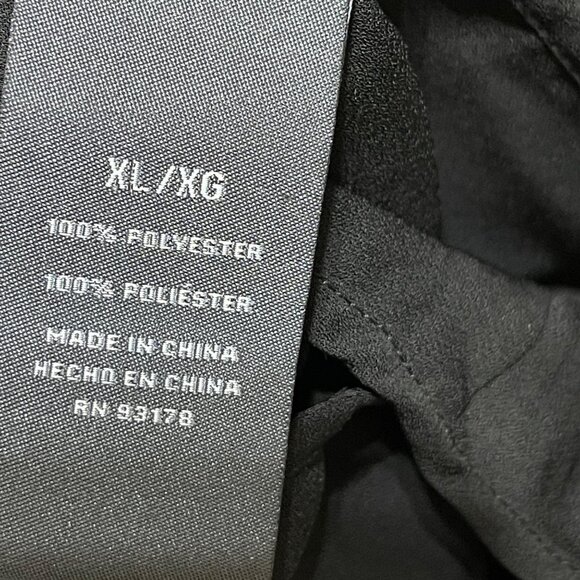 XL/XG
100% POLYESTER
100% POLIÉSTER
MADE IN CHINA
HECHO EN CHINA
RN 93178